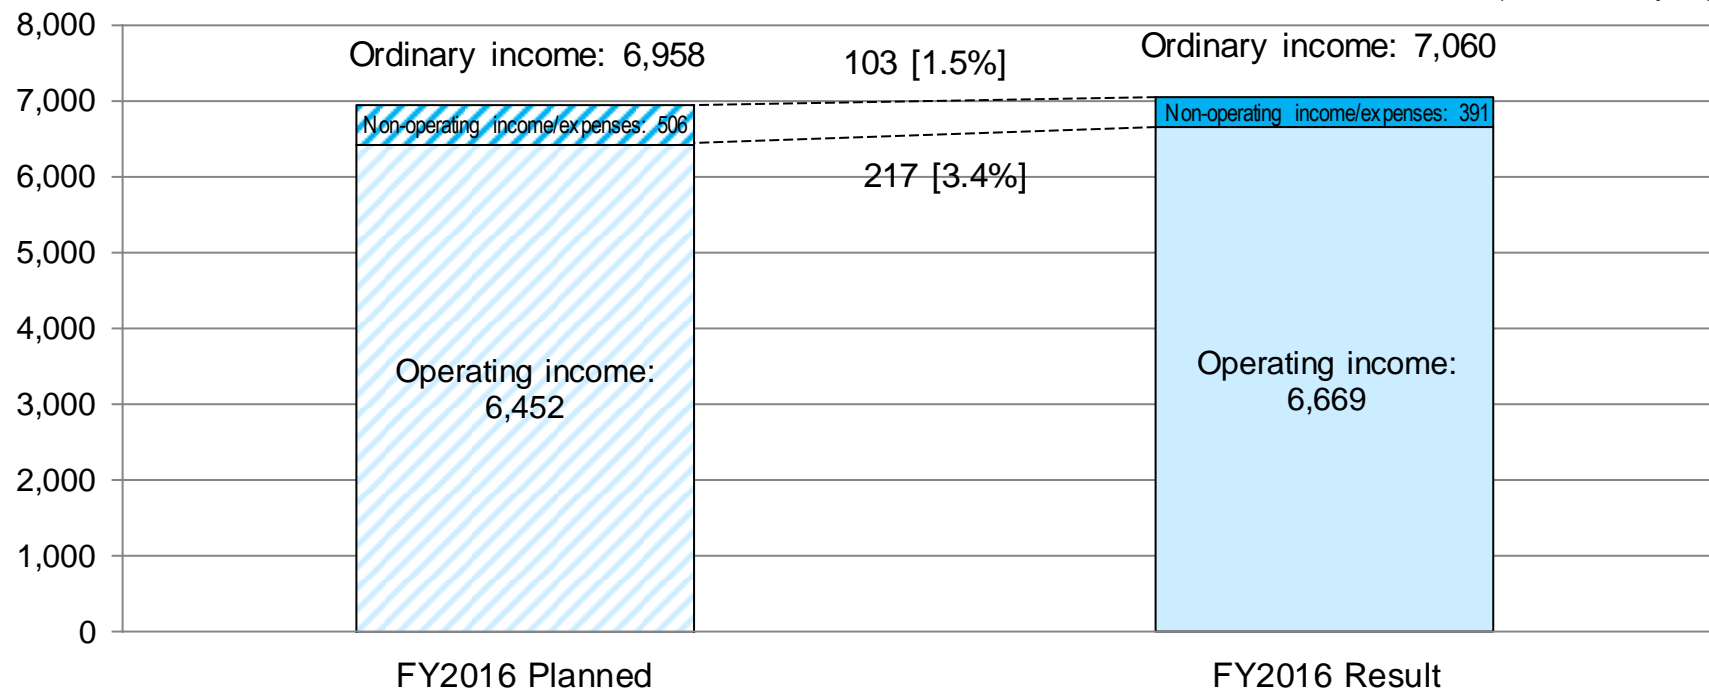 8,000
7,000
6,000
5,000
4,000
3,000
2,000
1,000
0
Ordinary income: 6,958
103 [1.5%]
Ordinary income: 7,060
Non-operating income/expenses: 506
Non-operating income/expenses: 391
217 [3.4%]
Operating income:
6,452
Operating income:
6,669
FY2016 Planned
FY2016 Result